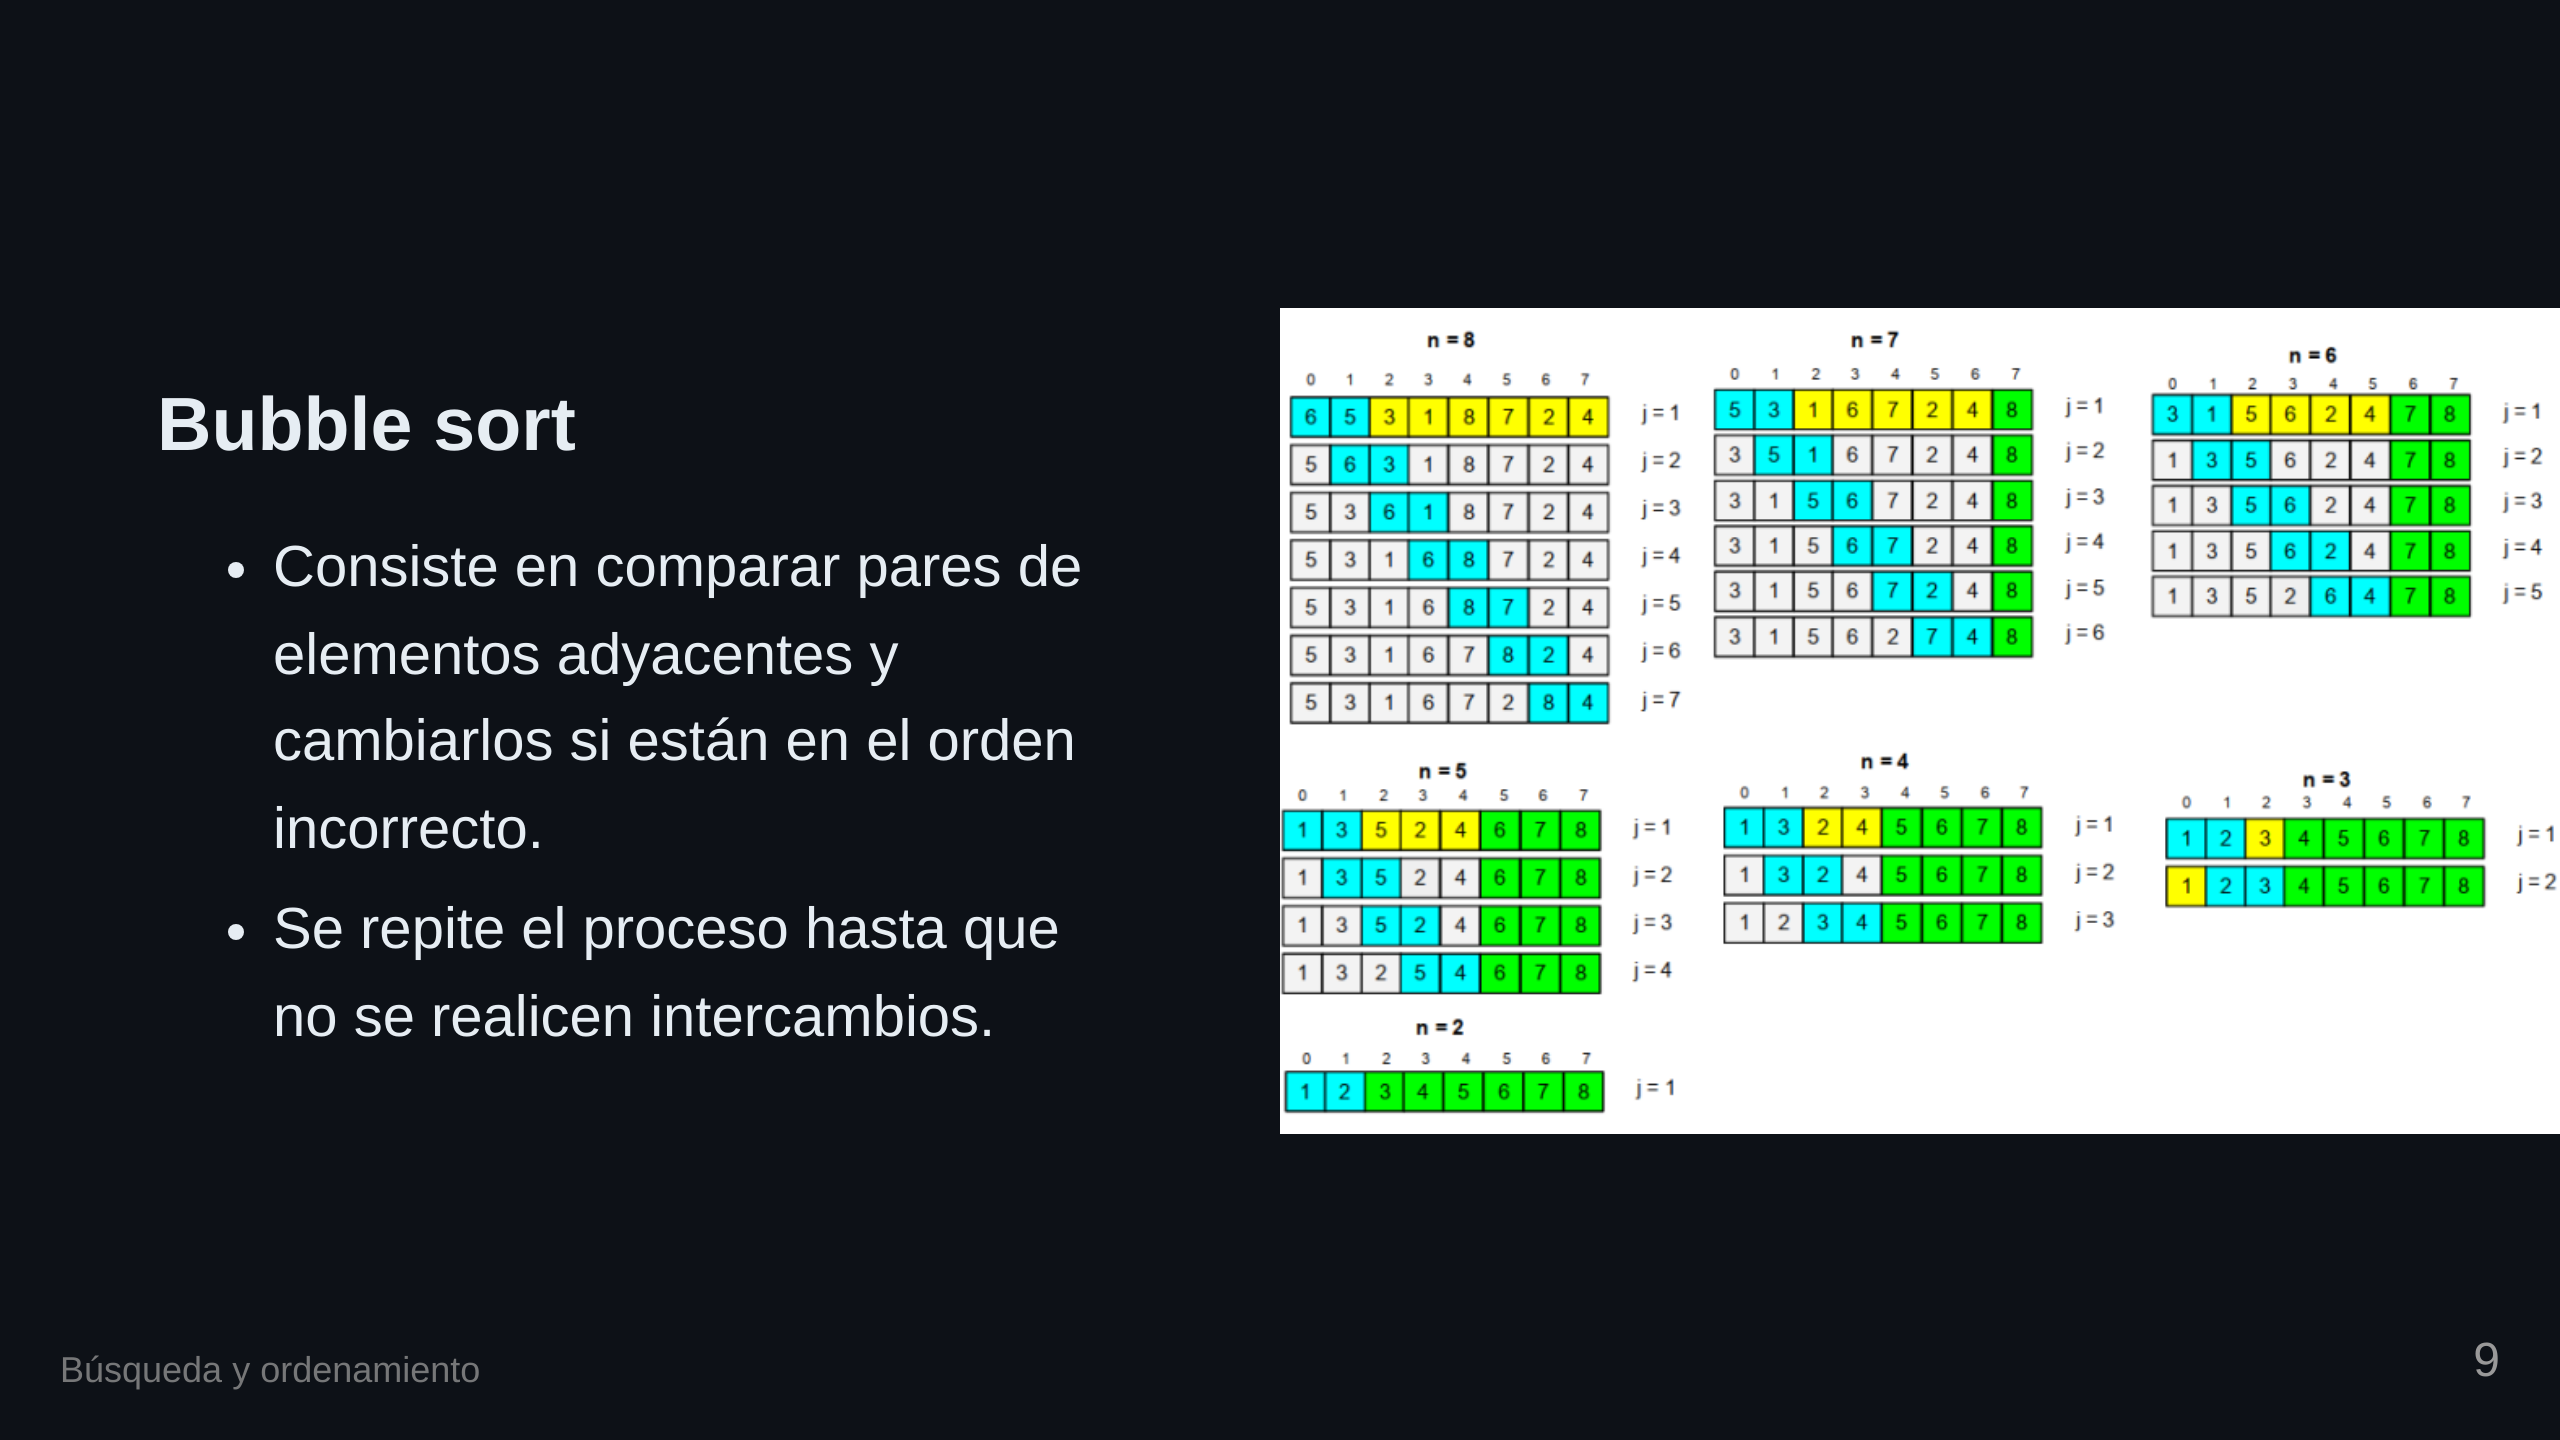 Bubble sort
• Consiste en comparar pares de
elementos adyacentes y
cambiarlos si están en el orden
incorrecto.
• Se repite el proceso hasta que
no se realicen intercambios.
n = 8
0 1 2 3 4 5 6 7
6 5 3 1 8 7 2 4 j = 1
5 6 3 1 8 7 2 4 j = 2
5 3 6 1 8 7 2 4 j = 3
5 3 1 6 8 7 2 4 j = 4
5 3 1 6 8 7 2 4 j = 5
5 3 1 6 7 8 2 4 j = 6
5 3 1 6 7 2 8 4 j = 7
n = 7
0 1 2 3 4 5 6 7
5 3 1 6 7 2 4 8 j = 1
3 5 1 6 7 2 4 8 j = 2
3 1 5 6 7 2 4 8 j = 3
3 1 5 6 7 2 4 8 j = 4
3 1 5 6 7 2 4 8 j = 5
3 1 5 6 2 7 4 8 j = 6
n = 6
0 1 2 3 4 5 6 7
3 1 5 6 2 4 7 8 j = 1
1 3 5 6 2 4 7 8 j = 2
1 3 5 6 2 4 7 8 j = 3
1 3 5 6 2 4 7 8 j = 4
1 3 5 2 6 4 7 8 j = 5
n = 5
0 1 2 3 4 5 6 7
1 3 5 2 4 6 7 8 j = 1
1 3 5 2 4 6 7 8 j = 2
1 3 5 2 4 6 7 8 j = 3
1 3 2 5 4 6 7 8 j = 4
n = 4
0 1 2 3 4 5 6 7
1 3 2 4 5 6 7 8 j = 1
1 3 2 4 5 6 7 8 j = 2
1 2 3 4 5 6 7 8 j = 3
n = 3
0 1 2 3 4 5 6 7
1 2 3 4 5 6 7 8 j = 1
1 2 3 4 5 6 7 8 j = 2
n = 2
0 1 2 3 4 5 6 7
1 2 3 4 5 6 7 8 j = 1
Búsqueda y ordenamiento
9